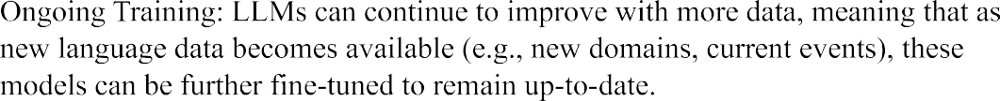 Ongoing Training: LLMs can continue to improve with more data, meaning that as
new language data becomes available (e.g., new domains, current events), these
models can be further fine-tuned to remain up-to-date.